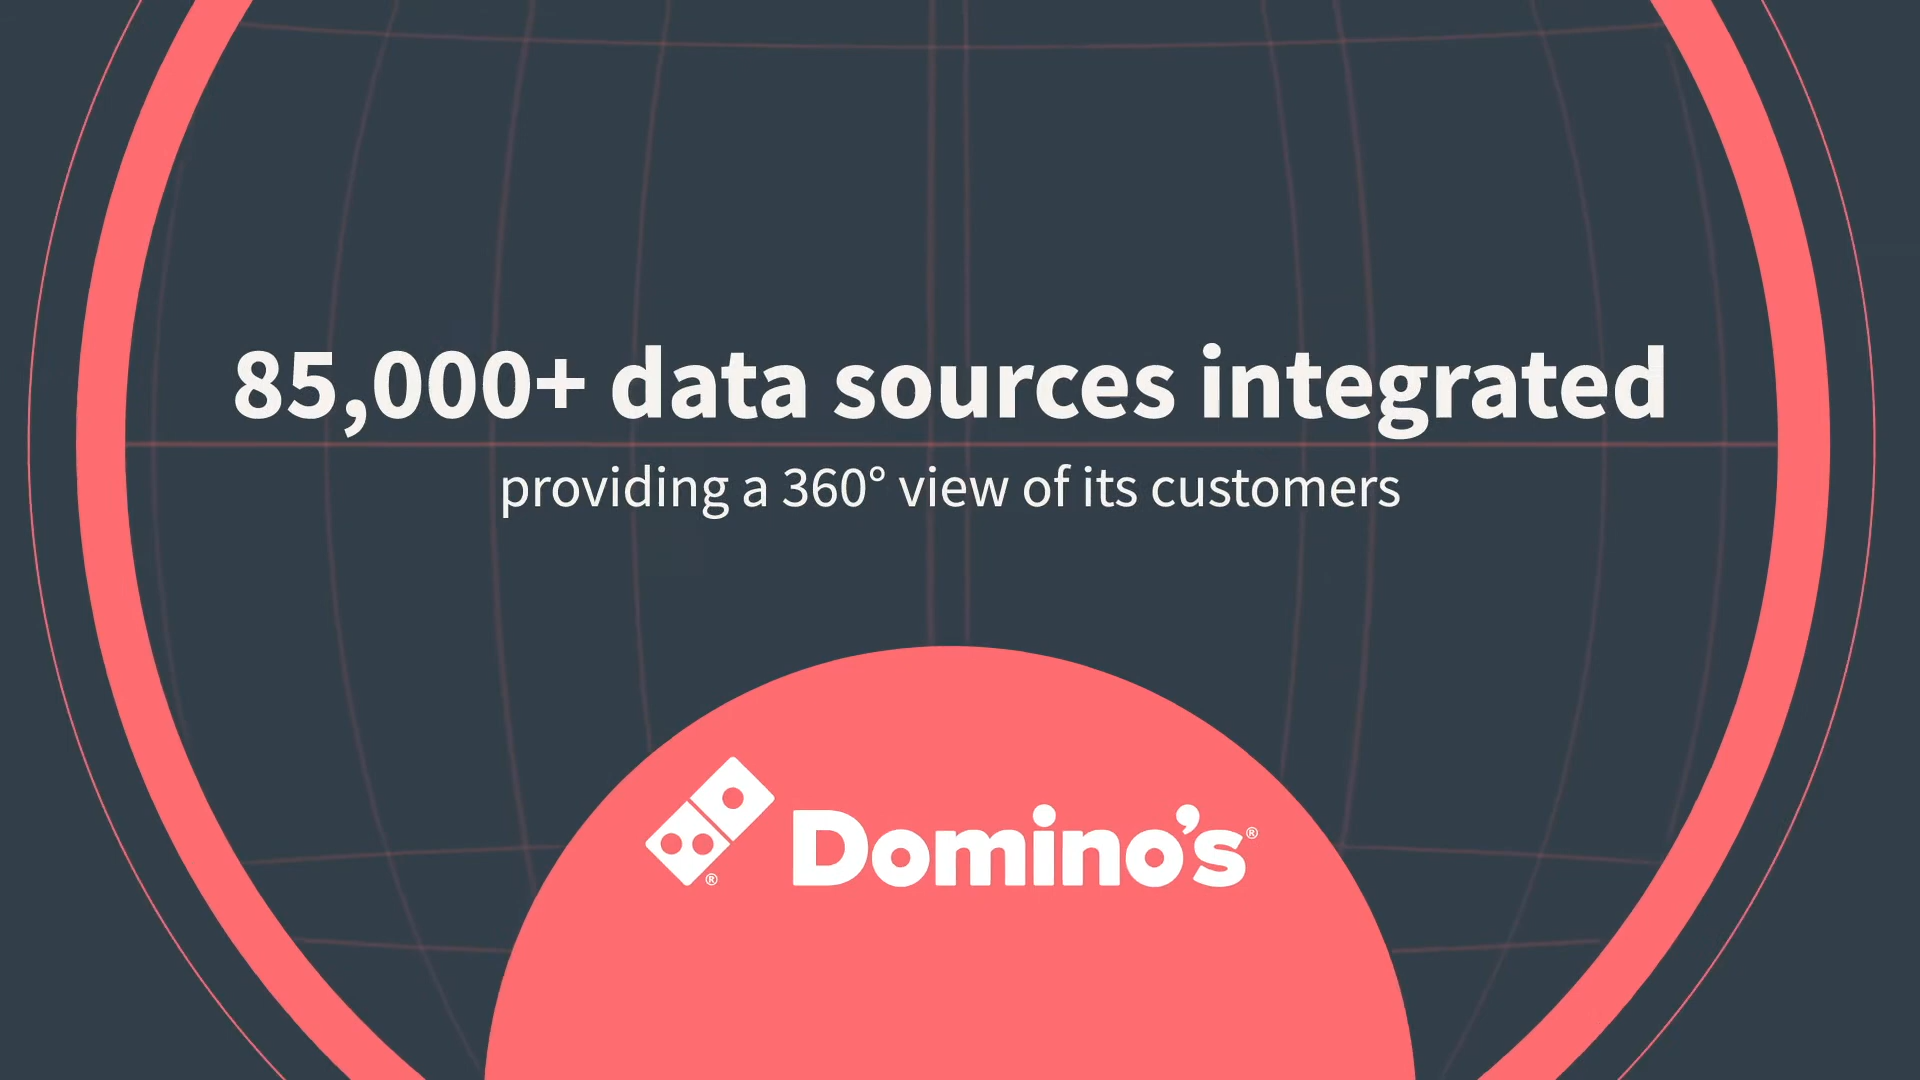 85,000+ data sources integrated
providing a 360° view of its customers
Domino's®
®